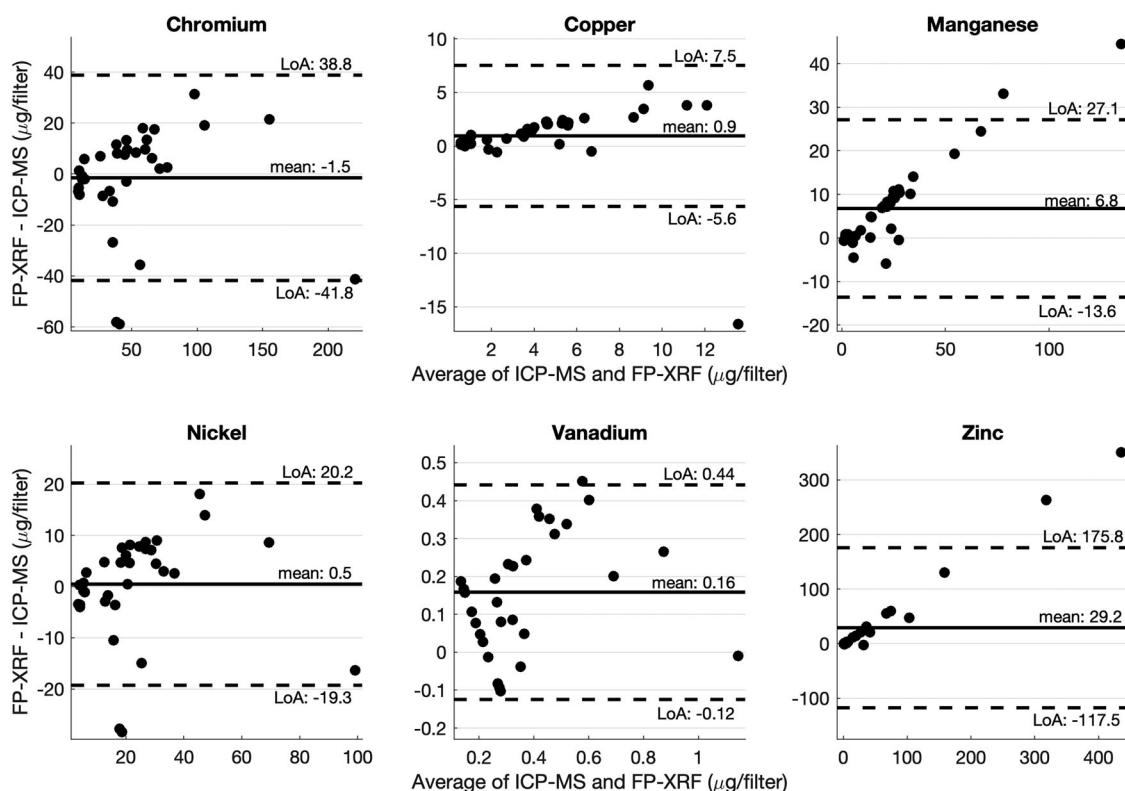 Chromium
FP-XRF - ICP-MS (μg/filter)
40
20
0
-20
-40
-60
50
100
150
200
LoA: 38.8
mean: -1.5
LoA: -41.8
Copper
10
5
0
-5
-10
-15
2
4
6
8
10
12
LoA: 7.5
mean: 0.9
LoA: -5.6
Average of ICP-MS and FP-XRF (μg/filter)
Manganese
40
30
20
10
0
-10
-20
0
50
100
LoA: 27.1
mean: 6.8
LoA: -13.6
Nickel
FP-XRF - ICP-MS (μg/filter)
20
10
0
-10
-20
20
40
60
80
100
LoA: 20.2
mean: 0.5
LoA: -19.3
Vanadium
0.5
0.4
0.3
0.2
0.1
0
-0.1
-0.2
0.2
0.4
0.6
0.8
1
LoA: 0.44
mean: 0.16
LoA: -0.12
Average of ICP-MS and FP-XRF (μg/filter)
Zinc
300
200
100
0
-100
0
100
200
300
400
LoA: 175.8
mean: 29.2
LoA: -117.5